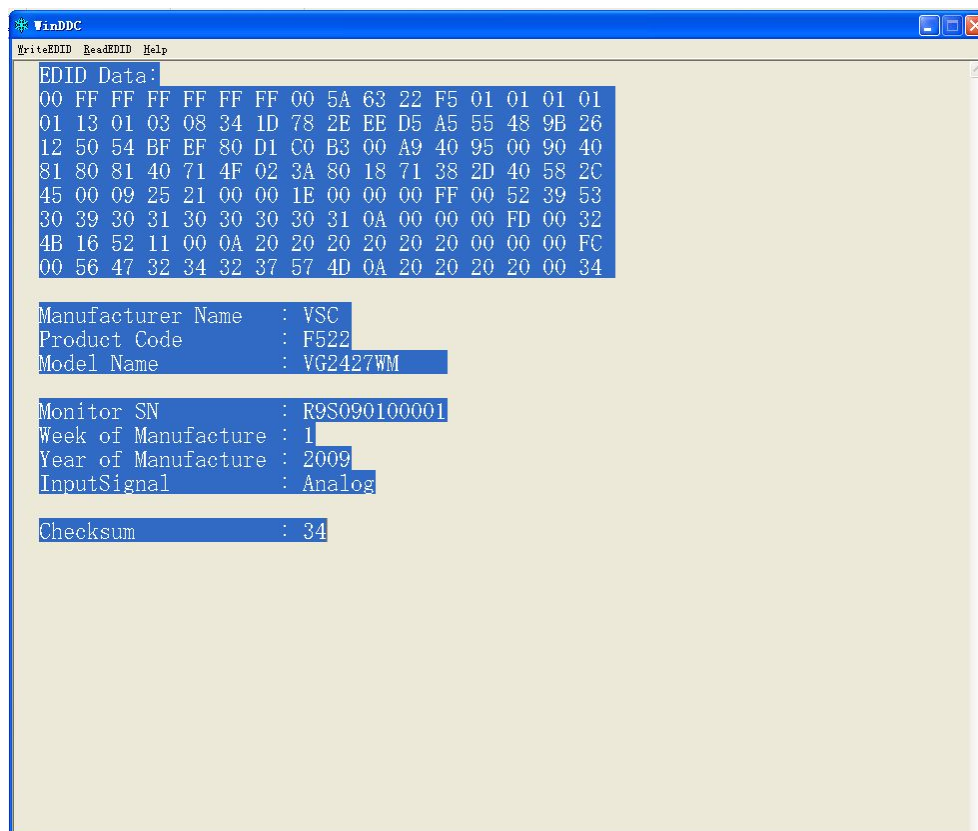 WinDDC
WriteEDID ReadEDID Help
EDID Data:
00 FF FF FF FF FF FF 00 5A 63 22 F5 01 01 01 01
01 13 01 03 08 34 1D 78 2E EE D5 A5 55 48 9B 26
12 50 54 BF EF 80 D1 C0 B3 00 A9 40 95 00 90 40
81 80 81 40 71 4F 02 3A 80 18 71 38 2D 40 58 2C
45 00 09 25 21 00 00 1E 00 00 00 FF 00 52 39 53
30 39 30 31 30 30 30 30 31 0A 00 00 00 FD 00 32
4B 16 52 11 00 0A 20 20 20 20 20 20 00 00 00 FC
00 56 47 32 34 32 37 57 4D 0A 20 20 20 20 00 34
Manufacturer Name : VSC
Product Code : F522
Model Name : VG2427WM
Monitor SN : R9S090100001
Week of Manufacture : 1
Year of Manufacture : 2009
InputSignal : Analog
Checksum : 34